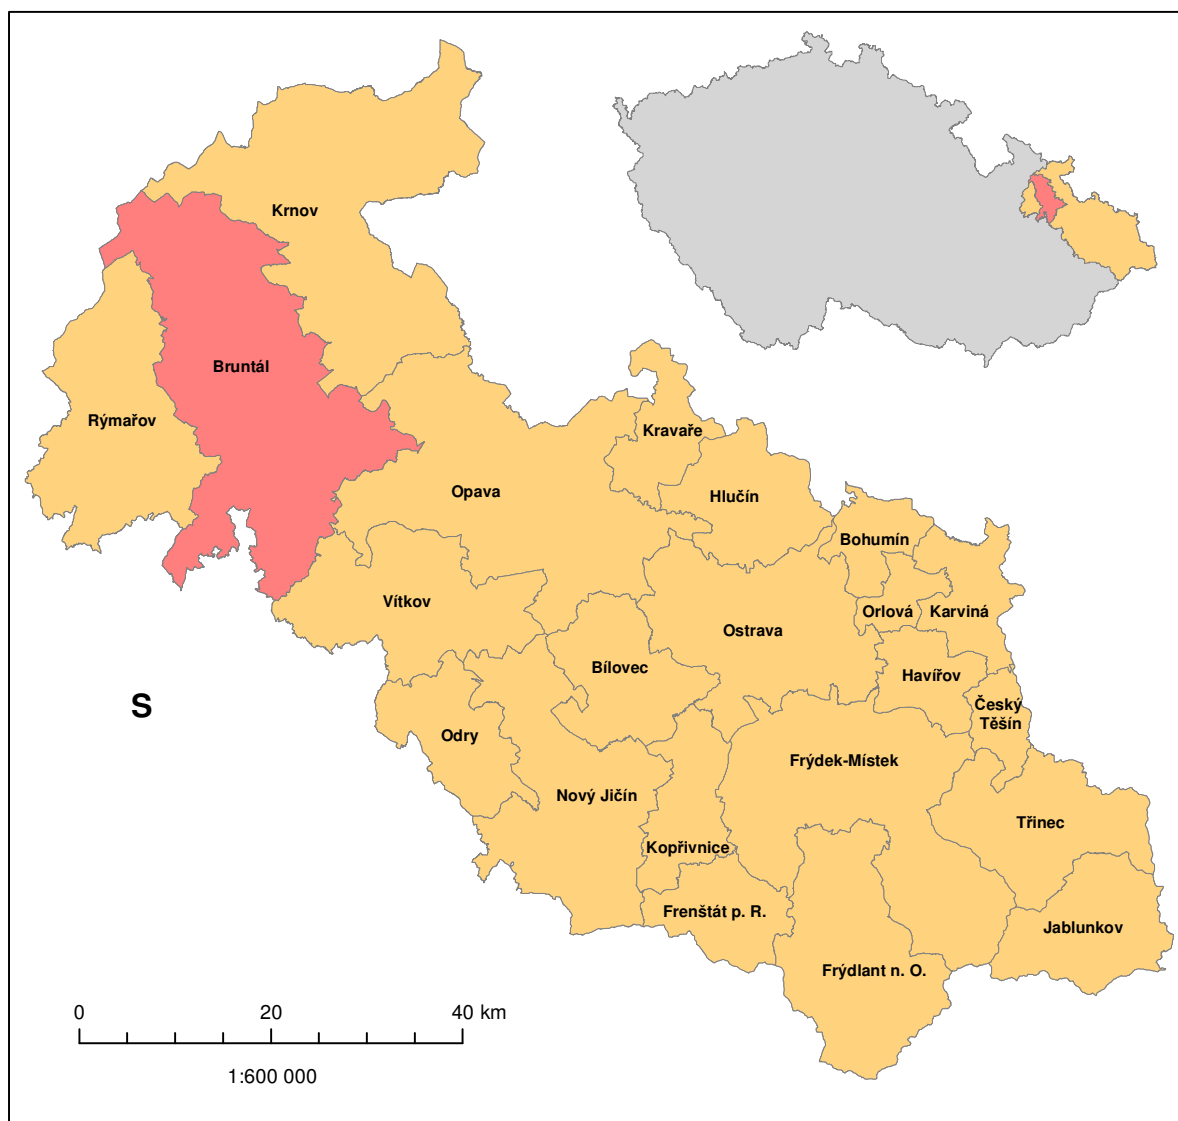 Krnov
Bruntál
Rýmařov
Kravaře
Opava
Hlučín
Bohumín
Vítkov
Orlová
Karviná
Ostrava
Bílovec
Havířov
Český
Těšín
S
Odry
Frýdek-Místek
Nový Jičín
Třinec
Kopřivnice
Frenštát p. R.
Jablunkov
Frýdlant n. O.
0 20 40 km
1:600 000